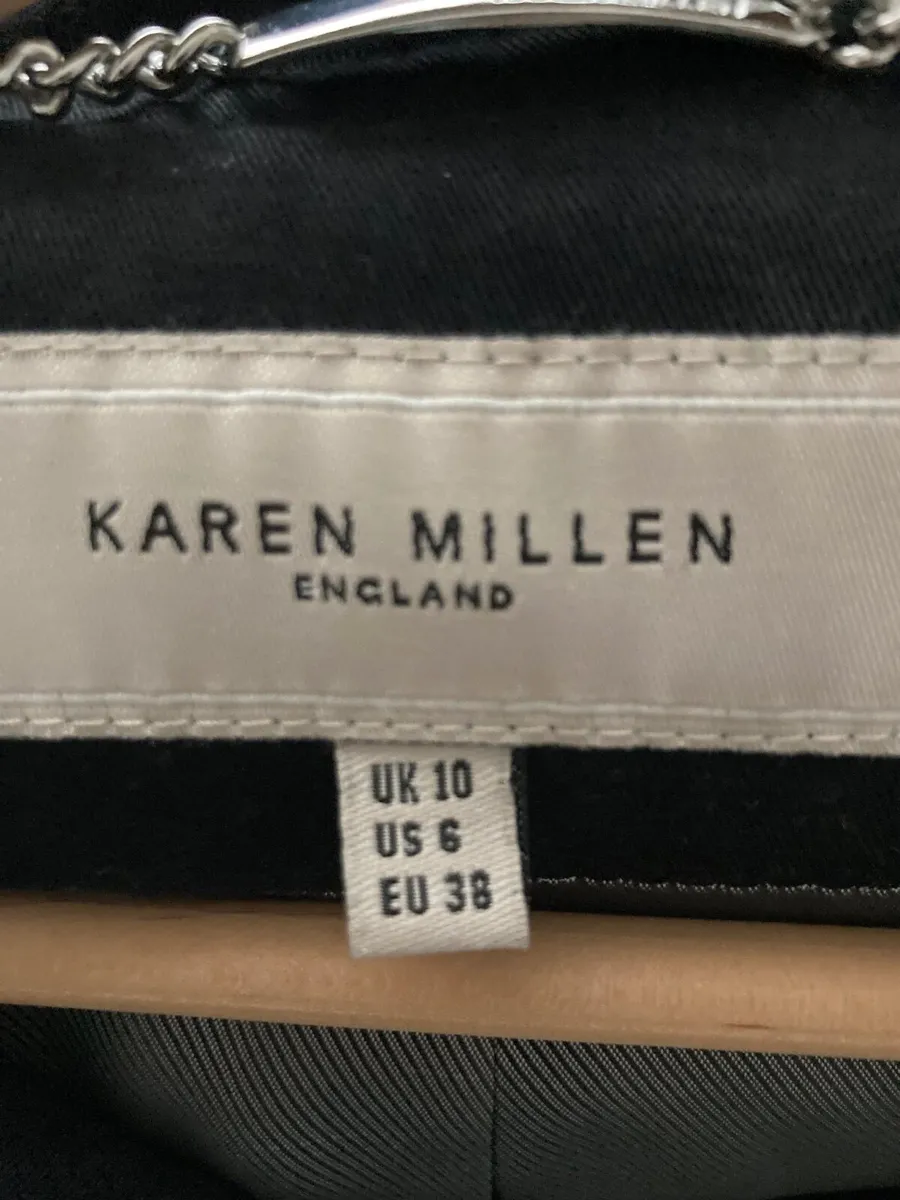 KAREN MILLEN
ENGLAND
UK 10
US 6
EU 38